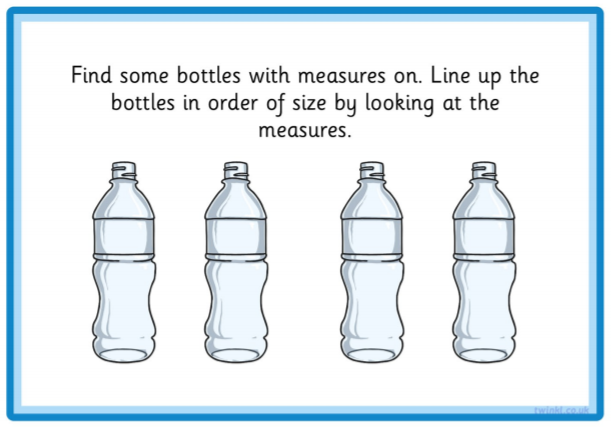 Find some bottles with measures on. Line up the
bottles in order of size by looking at the
measures.
twinkl.co.uk